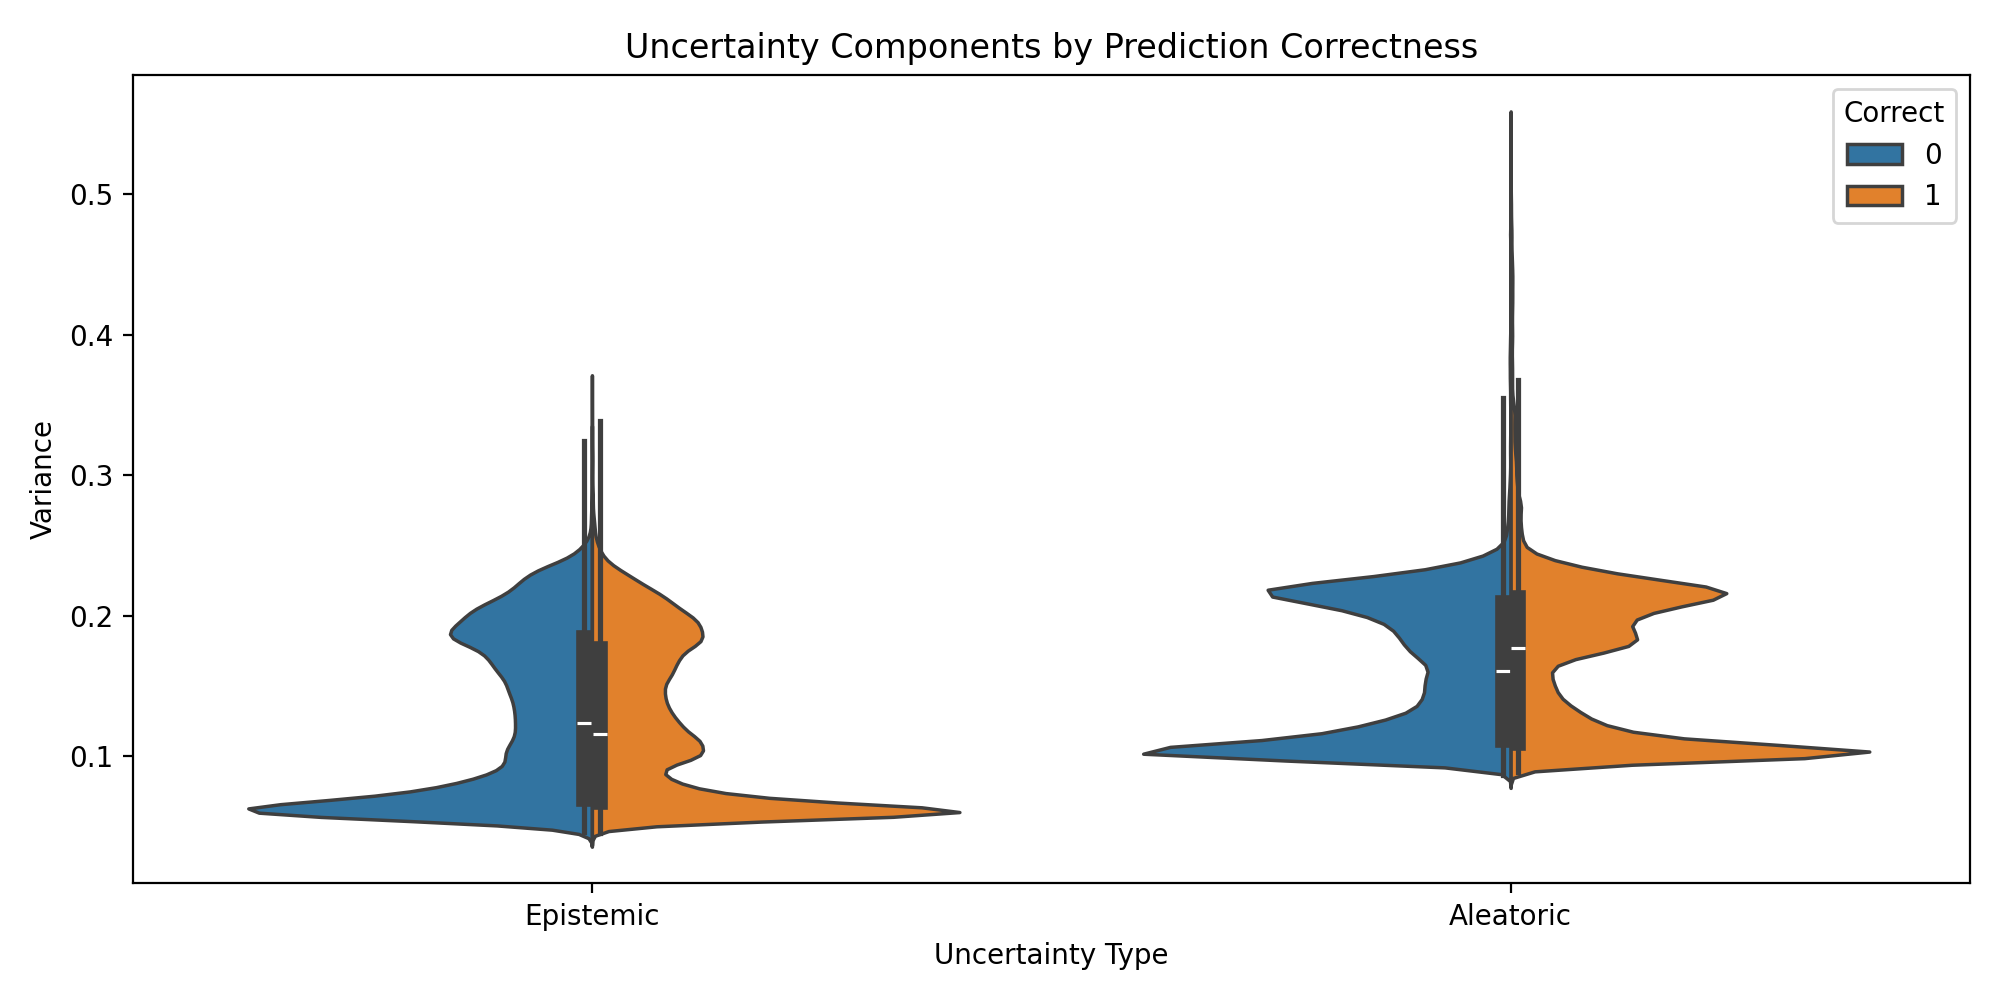 Uncertainty Components by Prediction Correctness
Correct
0
1
0.5
0.4
0.3
0.2
0.1
Variance
Epistemic
Aleatoric
Uncertainty Type